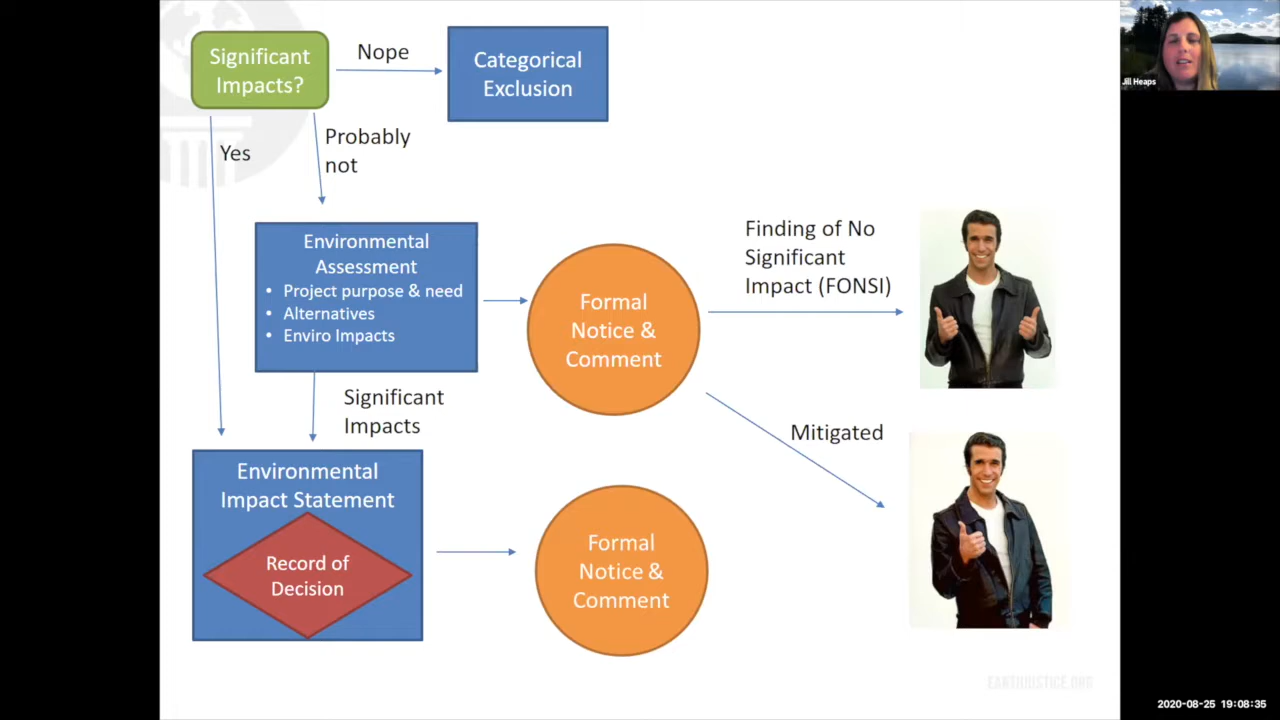 Significant
Impacts?
Nope
Categorical
Exclusion
Jill Heaps
Yes
Probably
not
Environmental
Assessment
• Project purpose & need
• Alternatives
• Enviro Impacts
Formal
Notice &
Comment
Finding of No
Significant
Impact (FONSI)
Significant
Impacts
Mitigated
Environmental
Impact Statement
Record of
Decision
Formal
Notice &
Comment
EARTHJUSTICE.ORG
2020-08-25 19:08:35